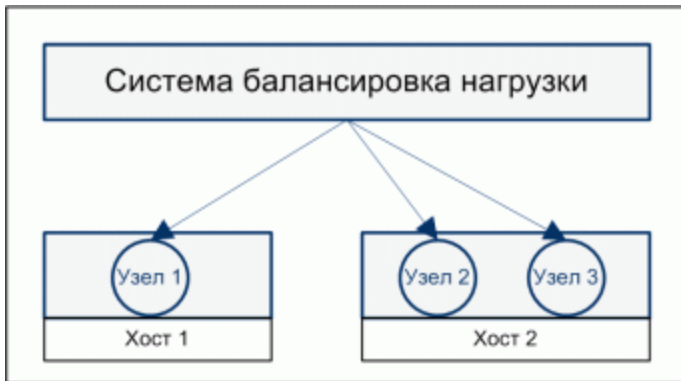 Система балансировка нагрузки
Узел 1
Узел 2
Узел 3
Хост 1
Хост 2